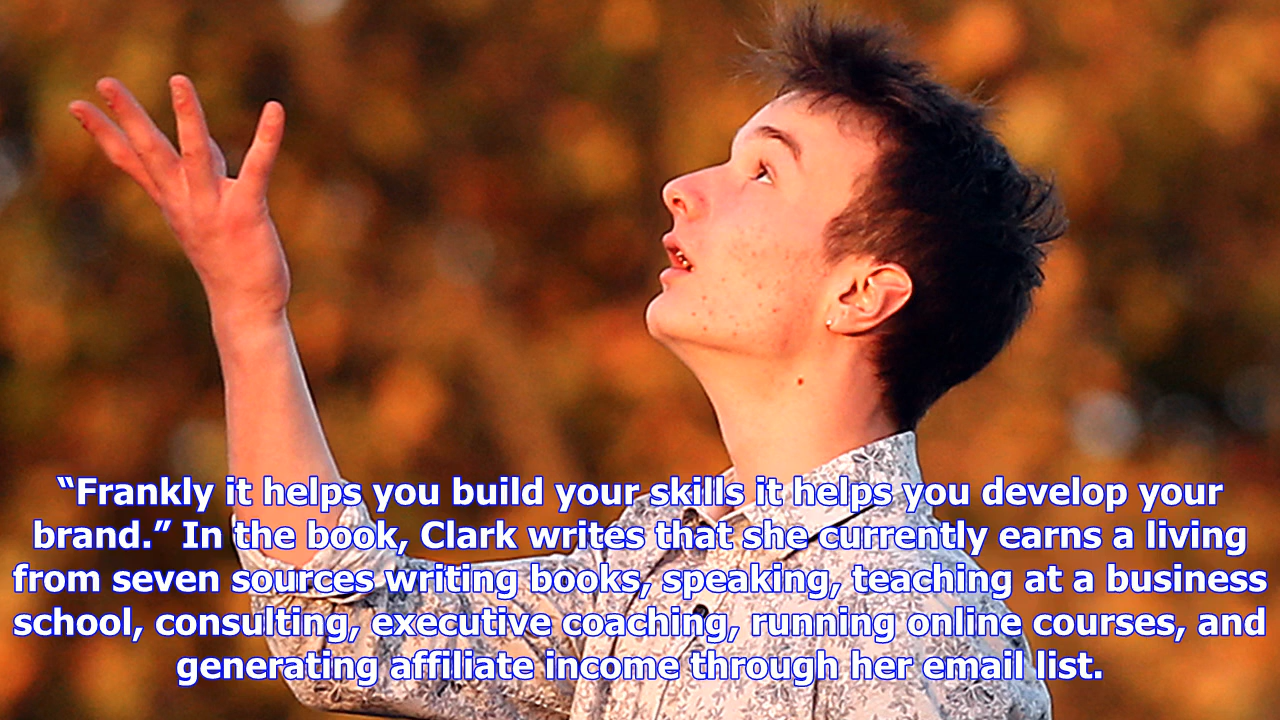 “Frankly it helps you build your skills it helps you develop your
brand.” In the book, Clark writes that she currently earns a living
from seven sources writing books, speaking, teaching at a business
school, consulting, executive coaching, running online courses, and
generating affiliate income through her email list.